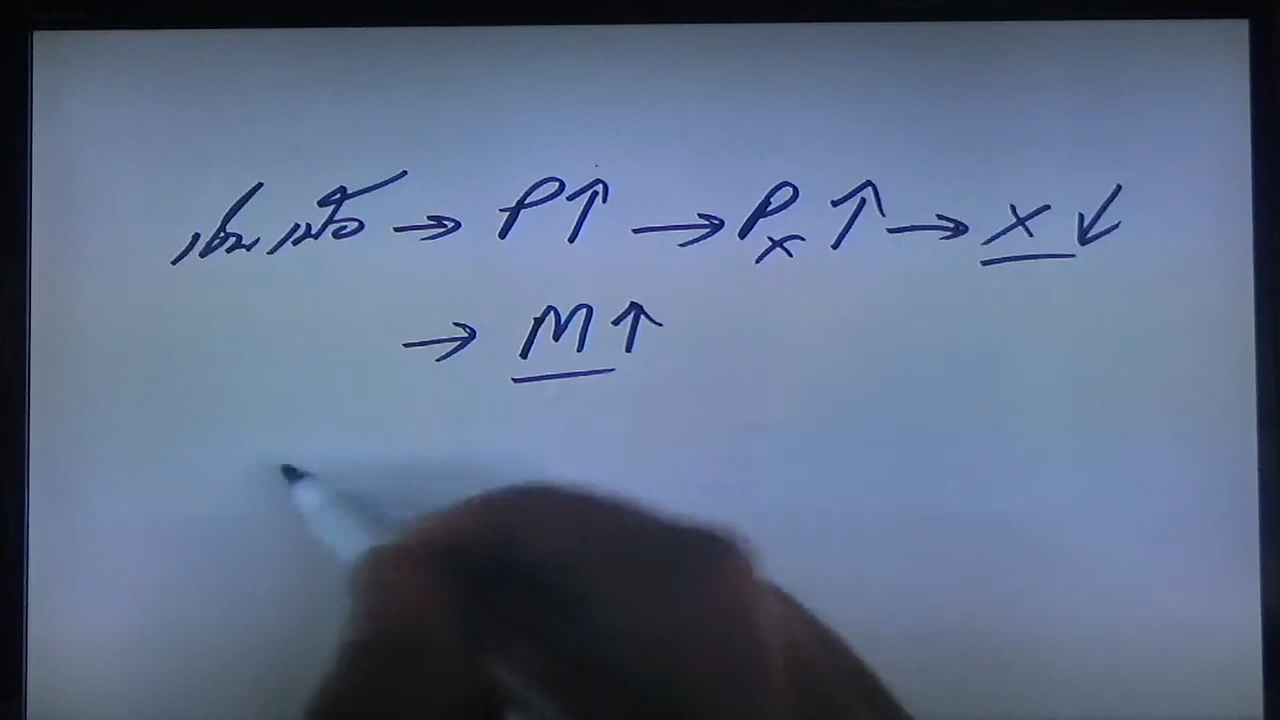 เงินเฟ้อ → P↑ → Pₓ↑ → X↓
→ M↑